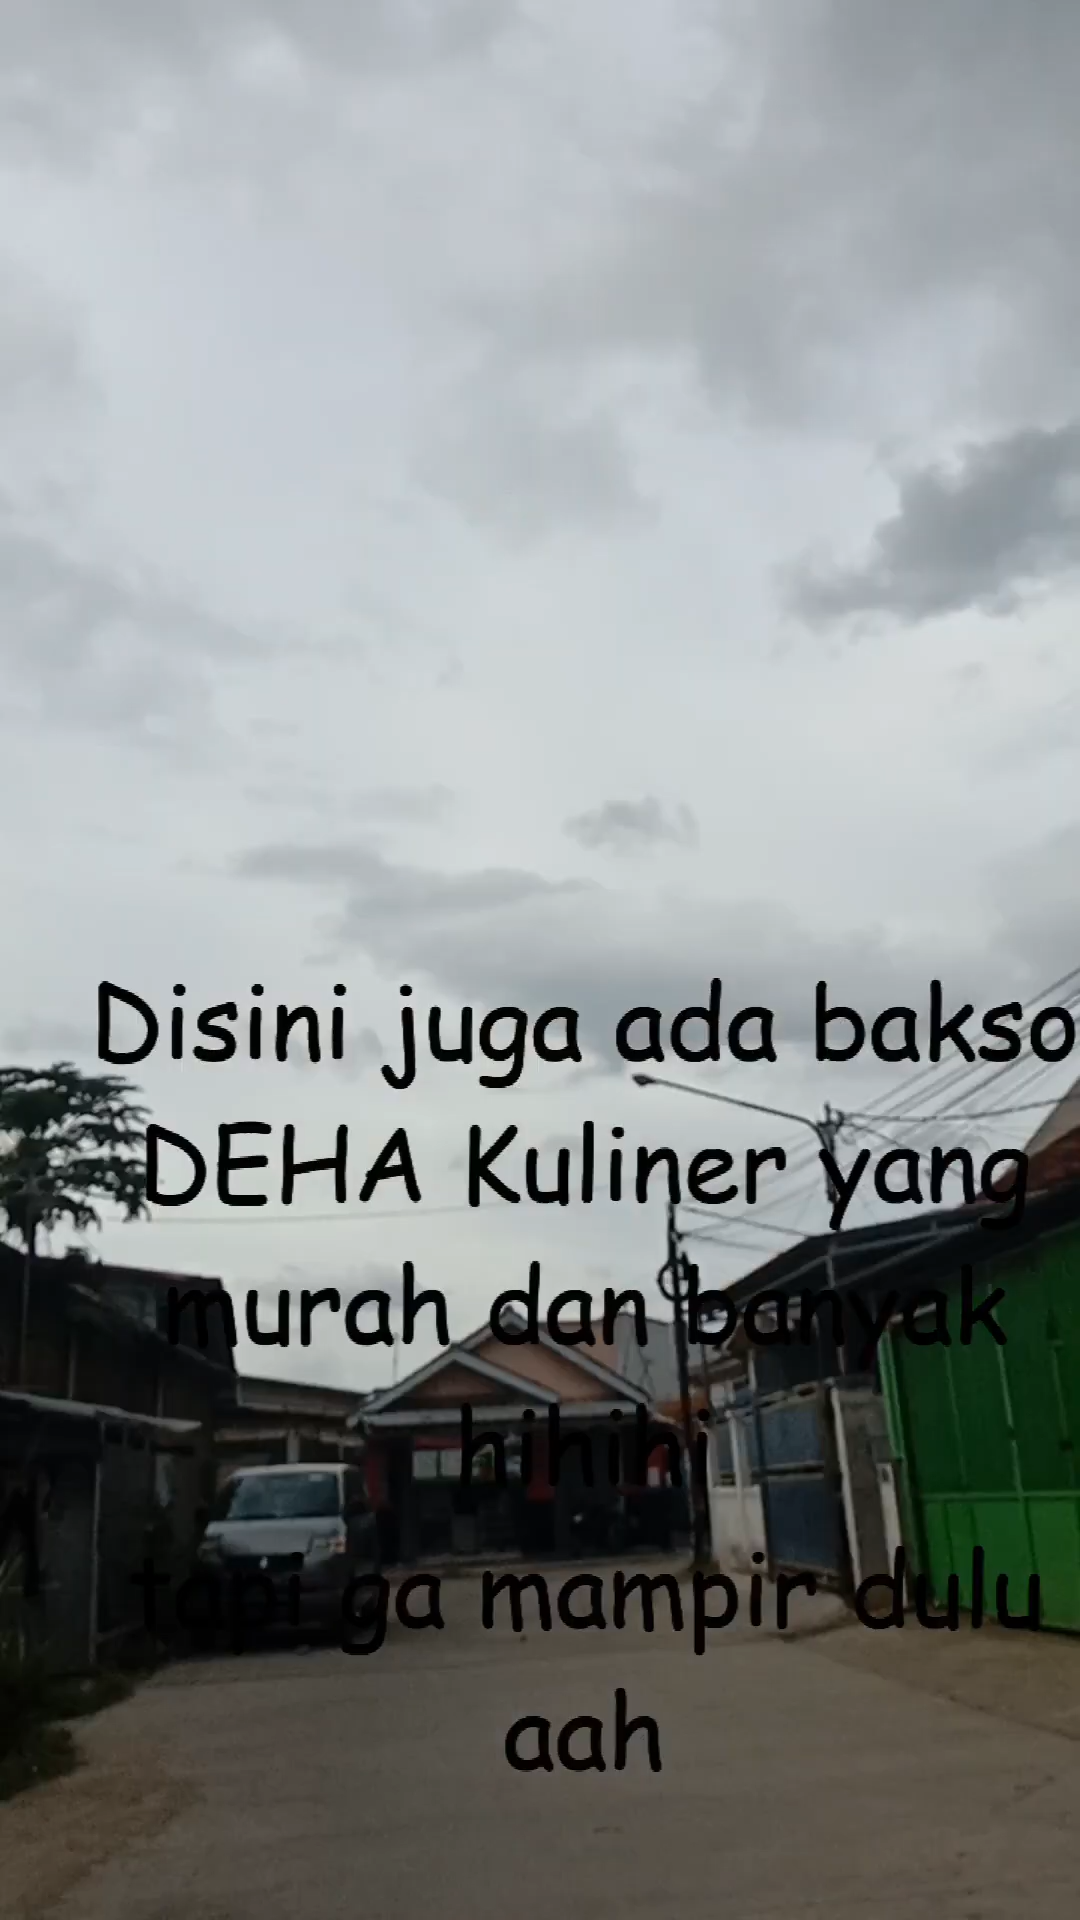 Disini juga ada bakso
DEHA Kuliner yang
murah dan banyak
hihihi
tapi ga mampir dulu
aah